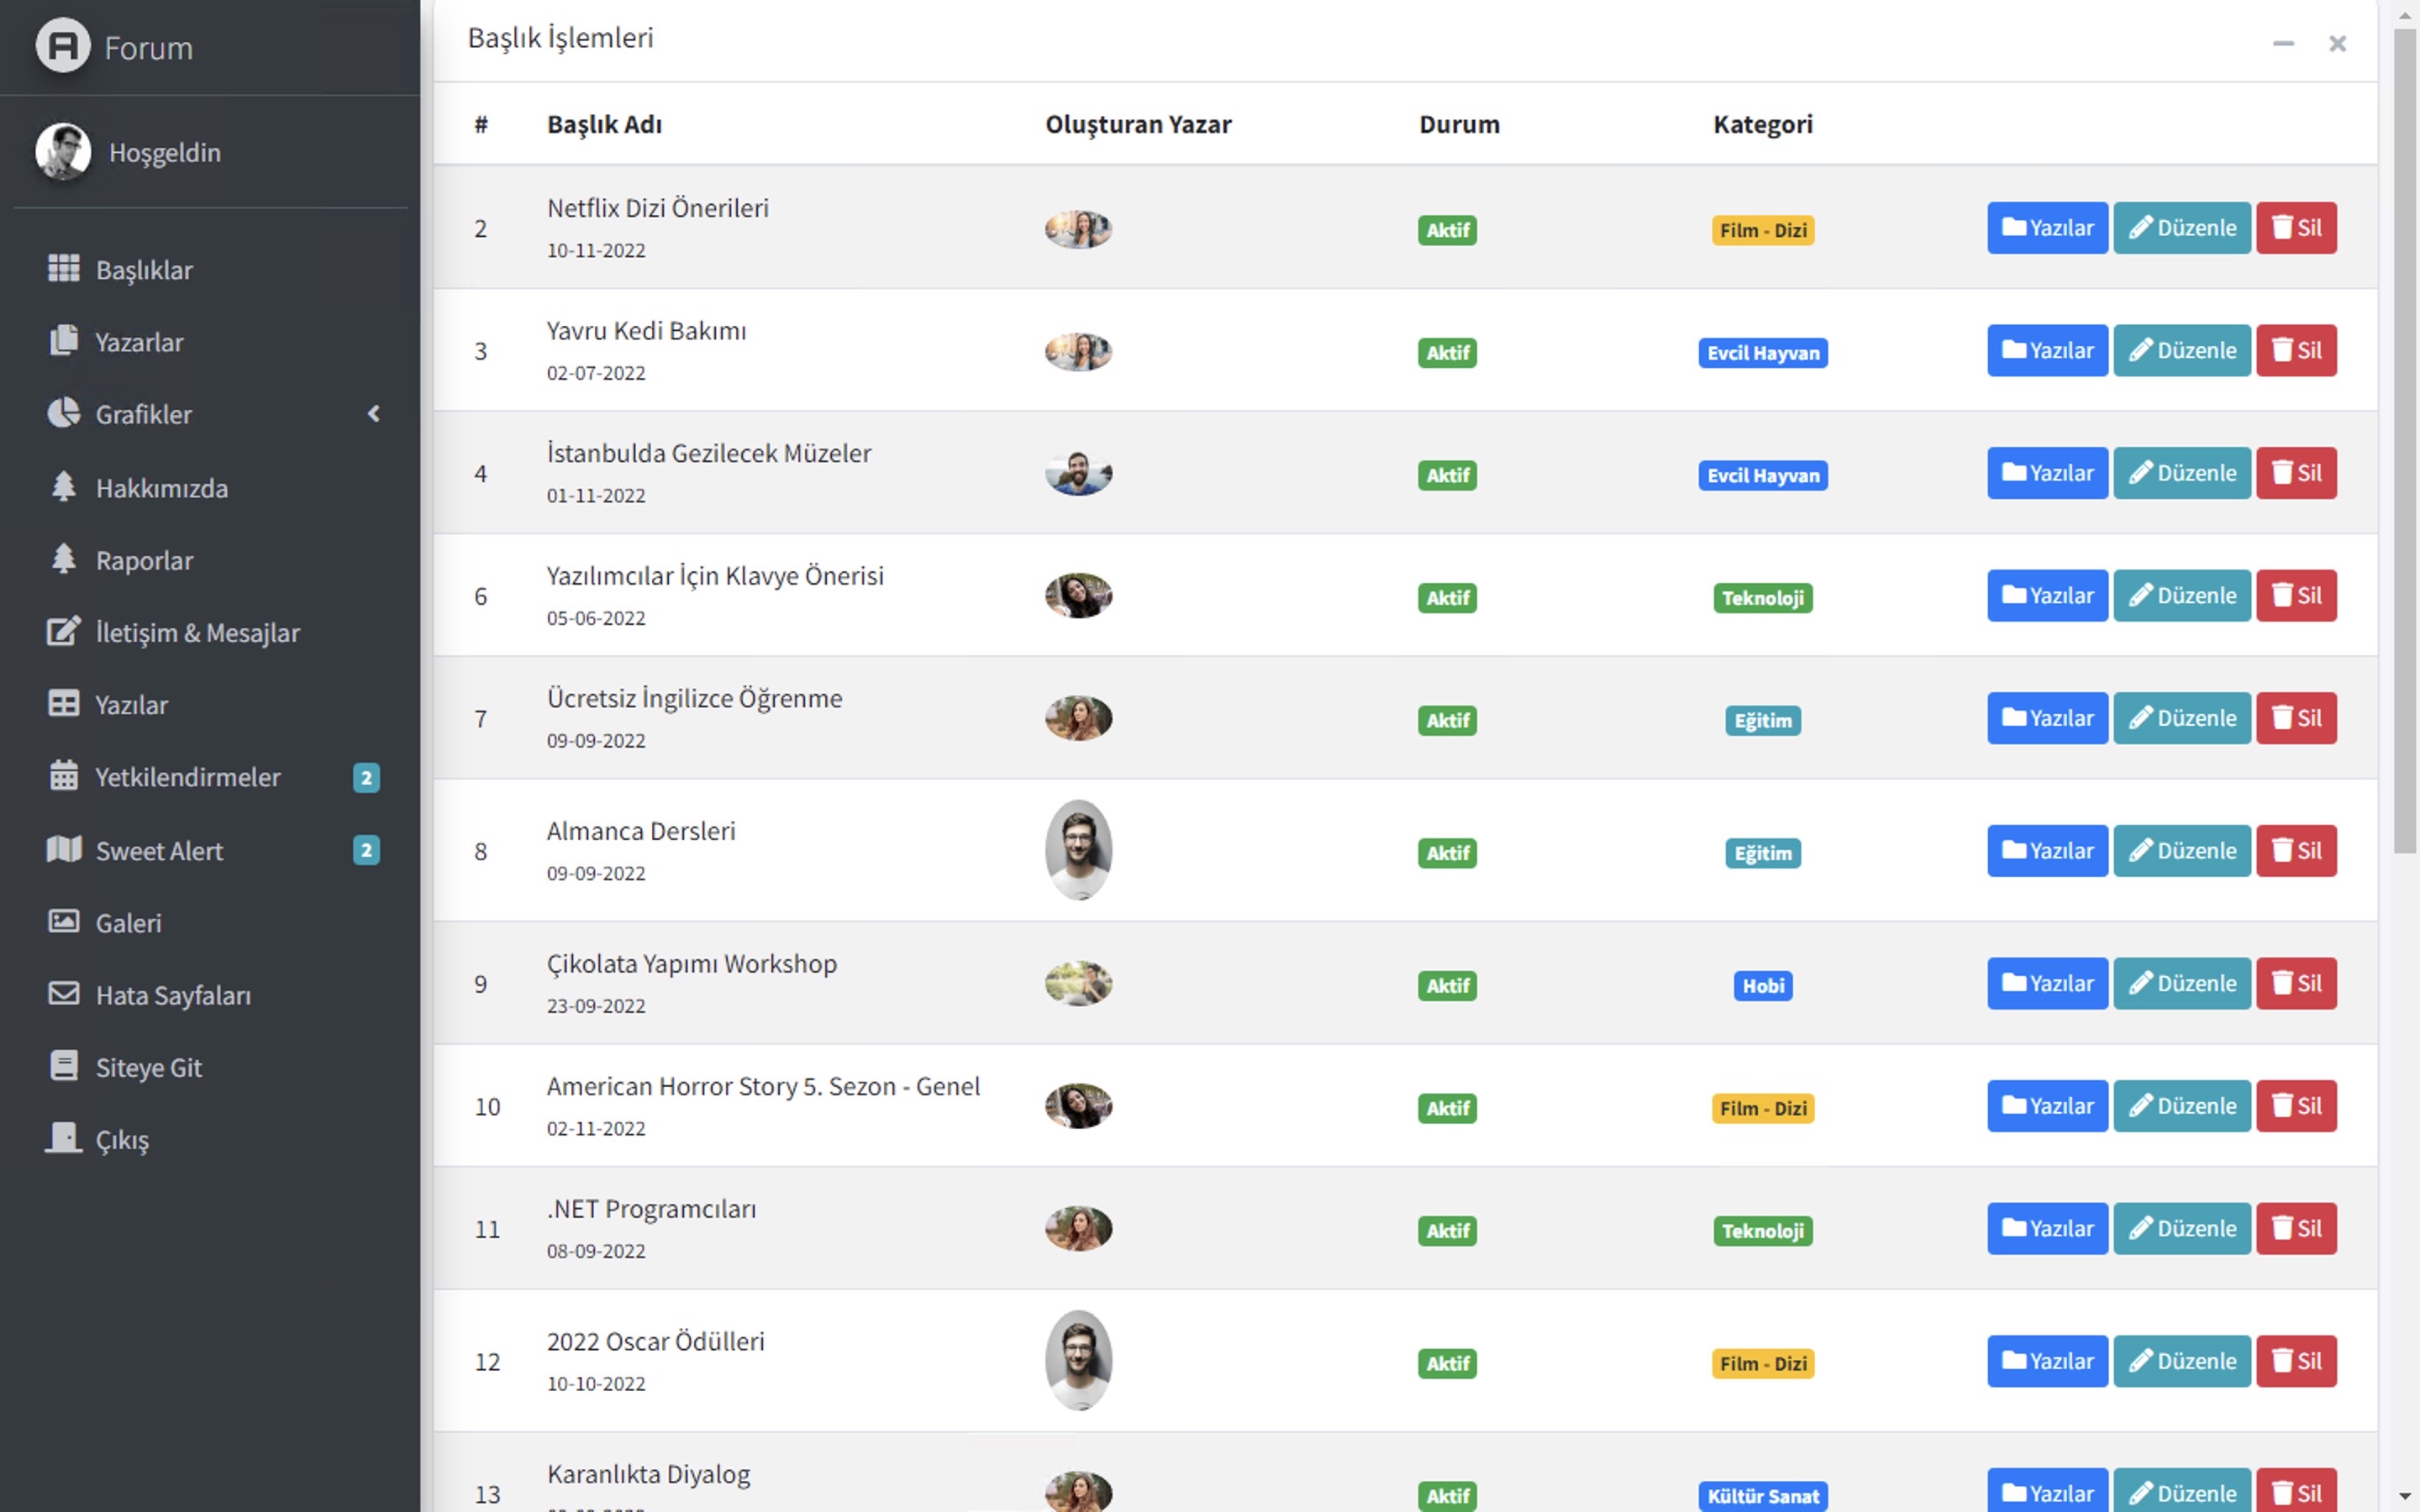 Forum
Hoşgeldin
Başlıklar
Yazarlar
Grafikler
Hakkımızda
Raporlar
İletişim & Mesajlar
Yazılar
Yetkilendirmeler 2
Sweet Alert 2
Galeri
Hata Sayfaları
Siteye Git
Çıkış
Başlık İşlemleri
# Başlık Adı Oluşturan Yazar Durum Kategori
2 Netflix Dizi Önerileri Aktif Film - Dizi Yazılar Düzenle Sil
10-11-2022
3 Yavru Kedi Bakımı Aktif Evcil Hayvan Yazılar Düzenle Sil
02-07-2022
4 İstanbulda Gezilecek Müzeler Aktif Evcil Hayvan Yazılar Düzenle Sil
01-11-2022
6 Yazılımcılar İçin Klavye Önerisi Aktif Teknoloji Yazılar Düzenle Sil
05-06-2022
7 Ücretsiz İngilizce Öğrenme Aktif Eğitim Yazılar Düzenle Sil
09-09-2022
8 Almanca Dersleri Aktif Eğitim Yazılar Düzenle Sil
09-09-2022
9 Çikolata Yapımı Workshop Aktif Hobi Yazılar Düzenle Sil
23-09-2022
10 American Horror Story 5. Sezon - Genel Aktif Film - Dizi Yazılar Düzenle Sil
02-11-2022
11 .NET Programcıları Aktif Teknoloji Yazılar Düzenle Sil
08-09-2022
12 2022 Oscar Ödülleri Aktif Film - Dizi Yazılar Düzenle Sil
10-10-2022
13 Karanlıkta Diyalog Aktif Kültür Sanat Yazılar Düzenle Sil